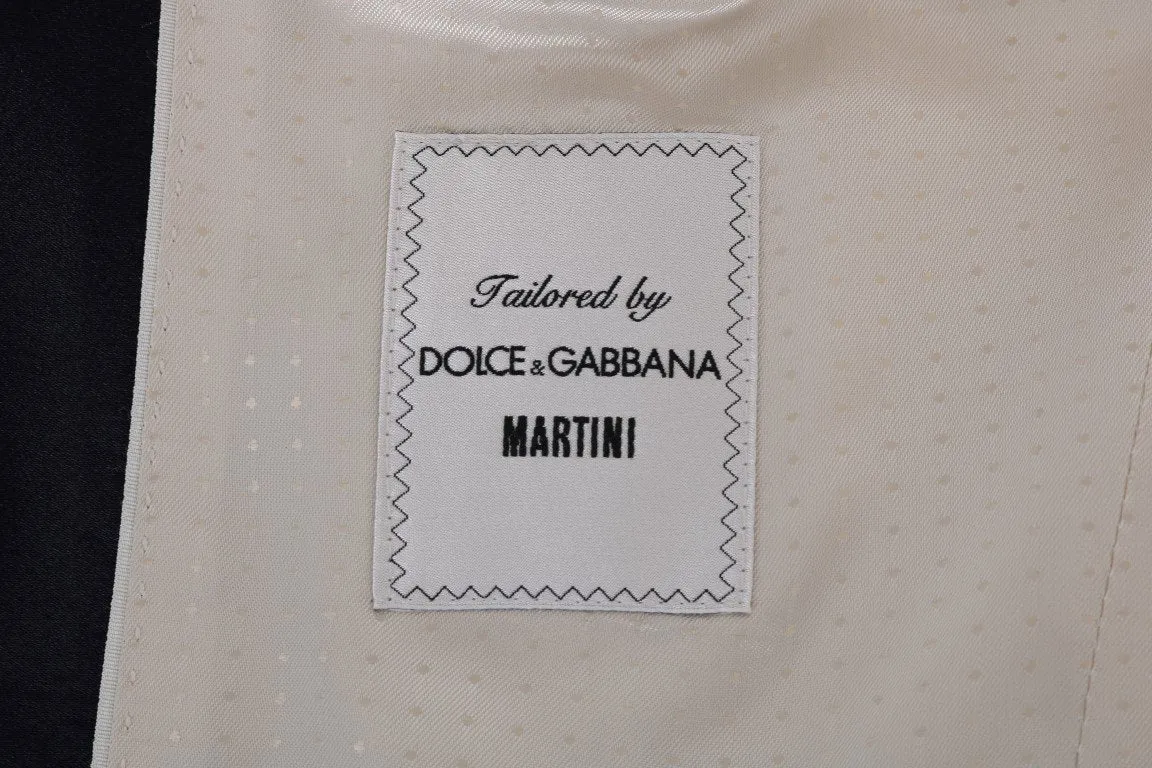 Tailored by
DOLCE & GABBANA
MARTINI